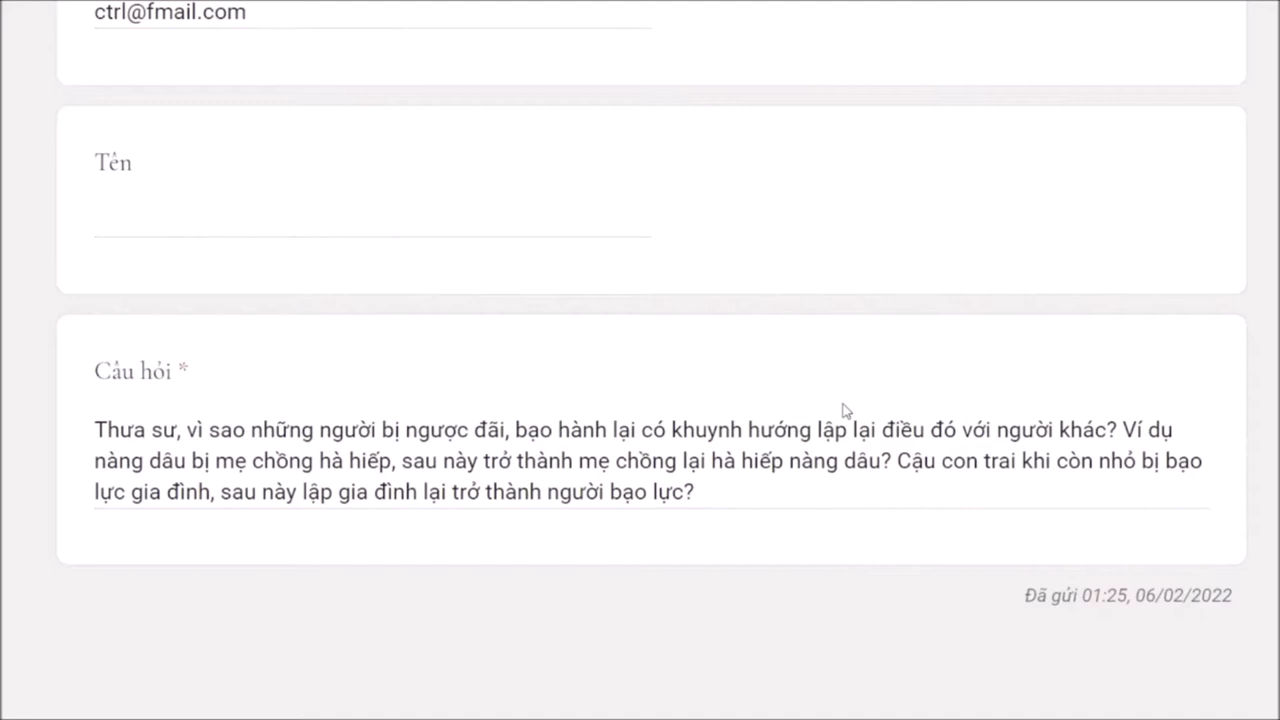 ctrl@fmail.com
Tên
Câu hỏi *
Thưa sư, vì sao những người bị ngược đãi, bạo hành lại có khuynh hướng lập lại điều đó với người khác? Ví dụ
nàng dâu bị mẹ chồng hà hiếp, sau này trở thành mẹ chồng lại hà hiếp nàng dâu? Cậu con trai khi còn nhỏ bị bạo
lực gia đình, sau này lập gia đình lại trở thành người bạo lực?
Đã gửi 01:25, 06/02/2022